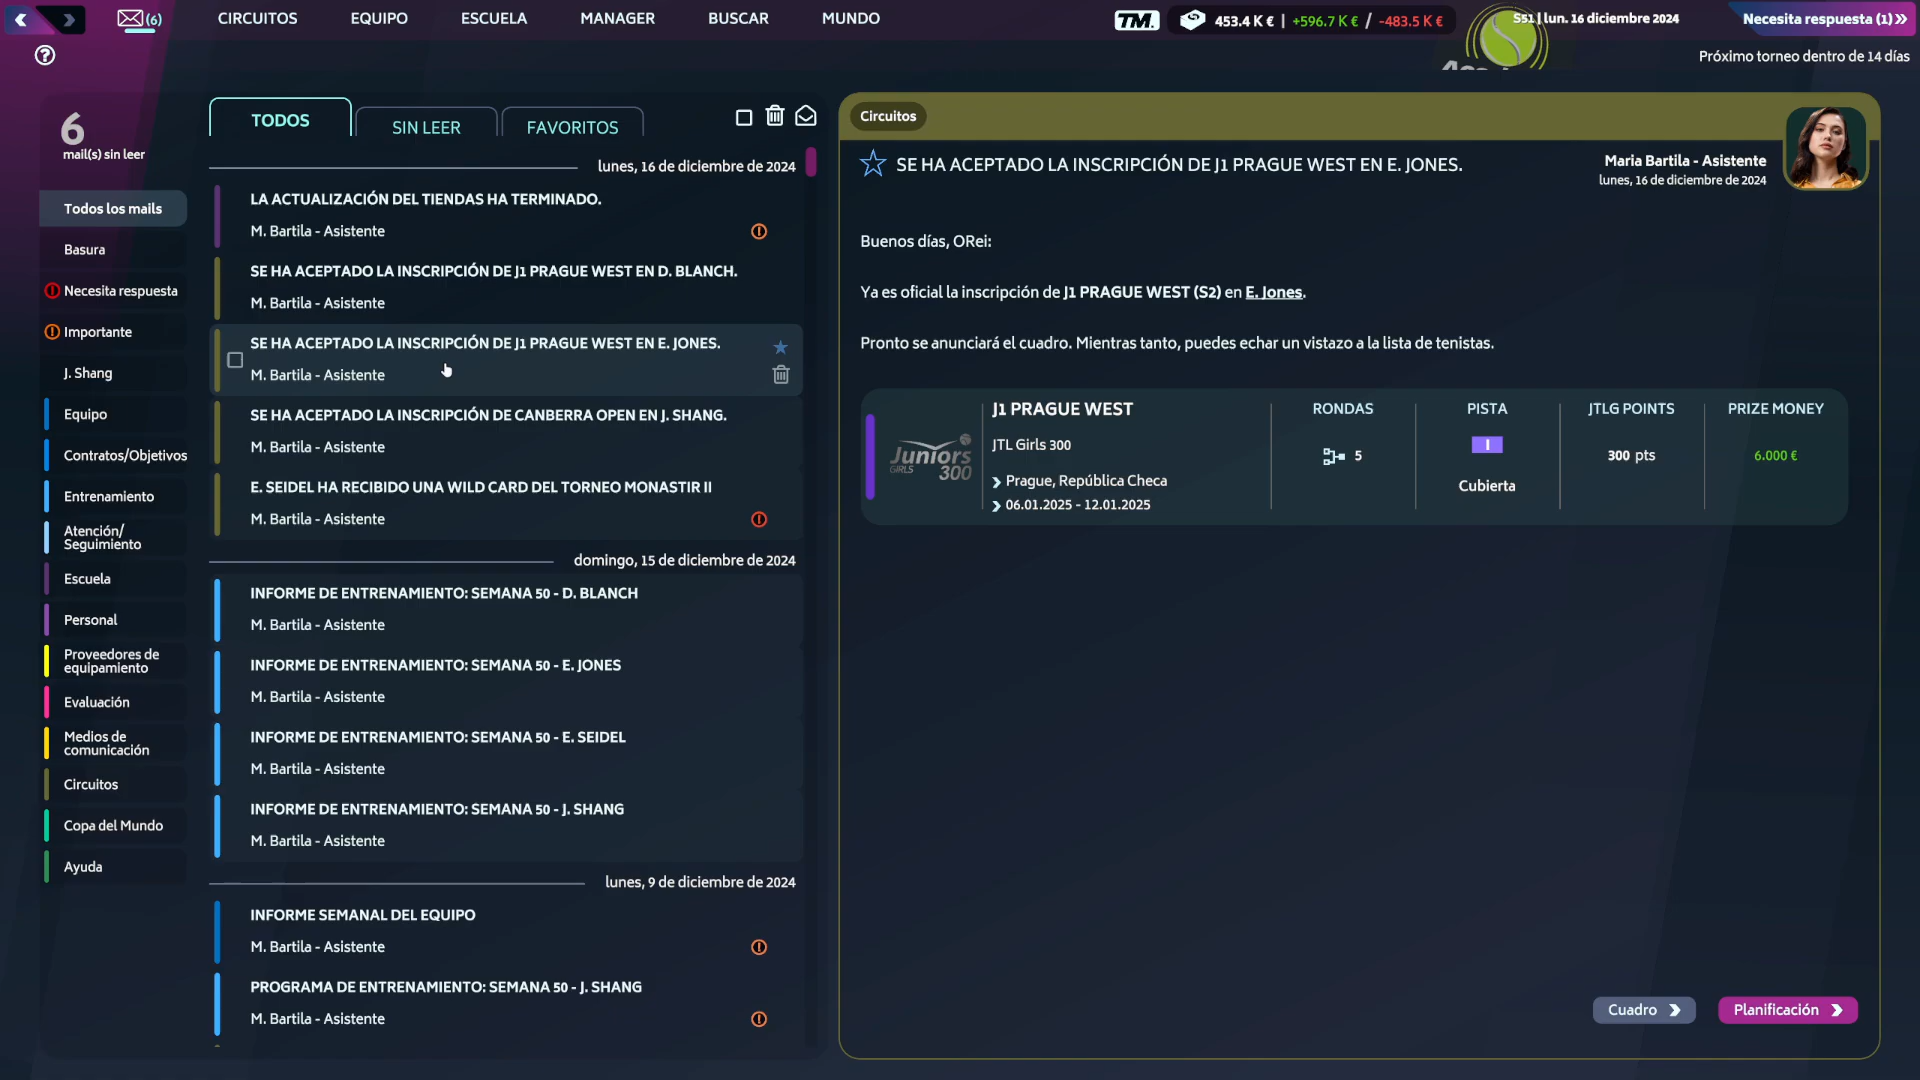 (6)
CIRCUITOS
EQUIPO
ESCUELA
MANAGER
BUSCAR
MUNDO
TM.
453.4 K € | +596.7 K € / -483.5 K €
S51 | lun. 16 diciembre 2024
Necesita respuesta (1)
Próximo torneo dentro de 14 días
6
mail(s) sin leer
Todos los mails
Basura
Necesita respuesta
Importante
J. Shang
Equipo
Contratos/Objetivos
Entrenamiento
Atención/
Seguimiento
Escuela
Personal
Proveedores de
equipamiento
Evaluación
Medios de
comunicación
Circuitos
Copa del Mundo
Ayuda
TODOS
SIN LEER
FAVORITOS
lunes, 16 de diciembre de 2024
LA ACTUALIZACIÓN DEL TIENDAS HA TERMINADO.
M. Bartila - Asistente
SE HA ACEPTADO LA INSCRIPCIÓN DE J1 PRAGUE WEST EN D. BLANCH.
M. Bartila - Asistente
SE HA ACEPTADO LA INSCRIPCIÓN DE J1 PRAGUE WEST EN E. JONES.
M. Bartila - Asistente
SE HA ACEPTADO LA INSCRIPCIÓN DE CANBERRA OPEN EN J. SHANG.
M. Bartila - Asistente
E. SEIDEL HA RECIBIDO UNA WILD CARD DEL TORNEO MONASTIR II
M. Bartila - Asistente
domingo, 15 de diciembre de 2024
INFORME DE ENTRENAMIENTO: SEMANA 50 - D. BLANCH
M. Bartila - Asistente
INFORME DE ENTRENAMIENTO: SEMANA 50 - E. JONES
M. Bartila - Asistente
INFORME DE ENTRENAMIENTO: SEMANA 50 - E. SEIDEL
M. Bartila - Asistente
INFORME DE ENTRENAMIENTO: SEMANA 50 - J. SHANG
M. Bartila - Asistente
lunes, 9 de diciembre de 2024
INFORME SEMANAL DEL EQUIPO
M. Bartila - Asistente
PROGRAMA DE ENTRENAMIENTO: SEMANA 50 - J. SHANG
M. Bartila - Asistente
Circuitos
SE HA ACEPTADO LA INSCRIPCIÓN DE J1 PRAGUE WEST EN E. JONES.
Maria Bartila - Asistente
lunes, 16 de diciembre de 2024
Buenos días, ORei:
Ya es oficial la inscripción de J1 PRAGUE WEST (S2) en E. Jones.
Pronto se anunciará el cuadro. Mientras tanto, puedes echar un vistazo a la lista de tenistas.
Juniors
GIRLS 300
J1 PRAGUE WEST
JTL Girls 300
Prague, República Checa
06.01.2025 - 12.01.2025
RONDAS
5
PISTA
I
Cubierta
JTLG POINTS
300 pts
PRIZE MONEY
6.000 €
Cuadro
Planificación